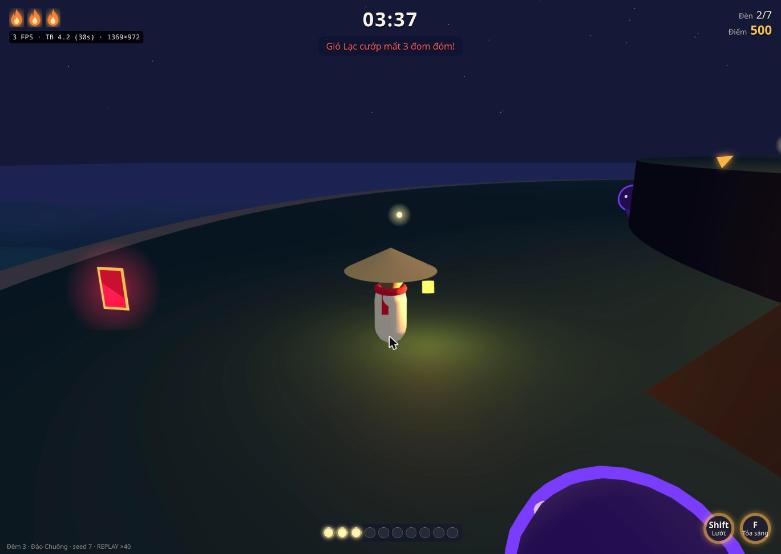 03:37
Đèn 2/7
3 FPS · TB 4.2 (38s) · 1369×972
Điểm 500
Gió Lạc cướp mất 3 đom đóm!
Shift
Lướt
F
Tỏa sáng
Đêm 3 · Đảo Chuông · seed 7 · REPLAY ×40